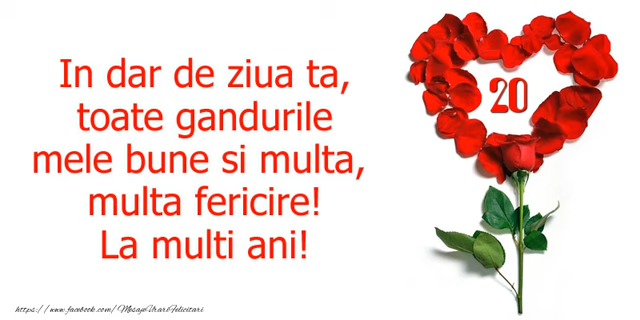 In dar de ziua ta,
toate gandurile
mele bune si multa,
multa fericire!
La multi ani!
20
https://www.facebook.com/MesajeUrariFelicitari